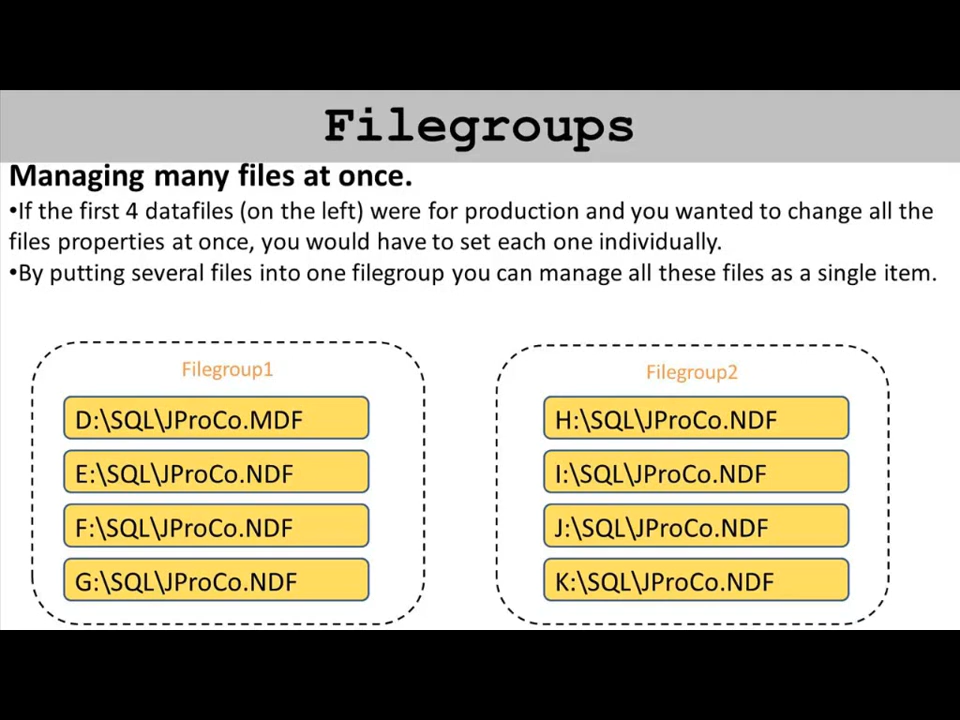 Filegroups
Managing many files at once.
•If the first 4 datafiles (on the left) were for production and you wanted to change all the
files properties at once, you would have to set each one individually.
•By putting several files into one filegroup you can manage all these files as a single item.
Filegroup1
D:\SQL\JProCo.MDF
E:\SQL\JProCo.NDF
F:\SQL\JProCo.NDF
G:\SQL\JProCo.NDF
Filegroup2
H:\SQL\JProCo.NDF
I:\SQL\JProCo.NDF
J:\SQL\JProCo.NDF
K:\SQL\JProCo.NDF